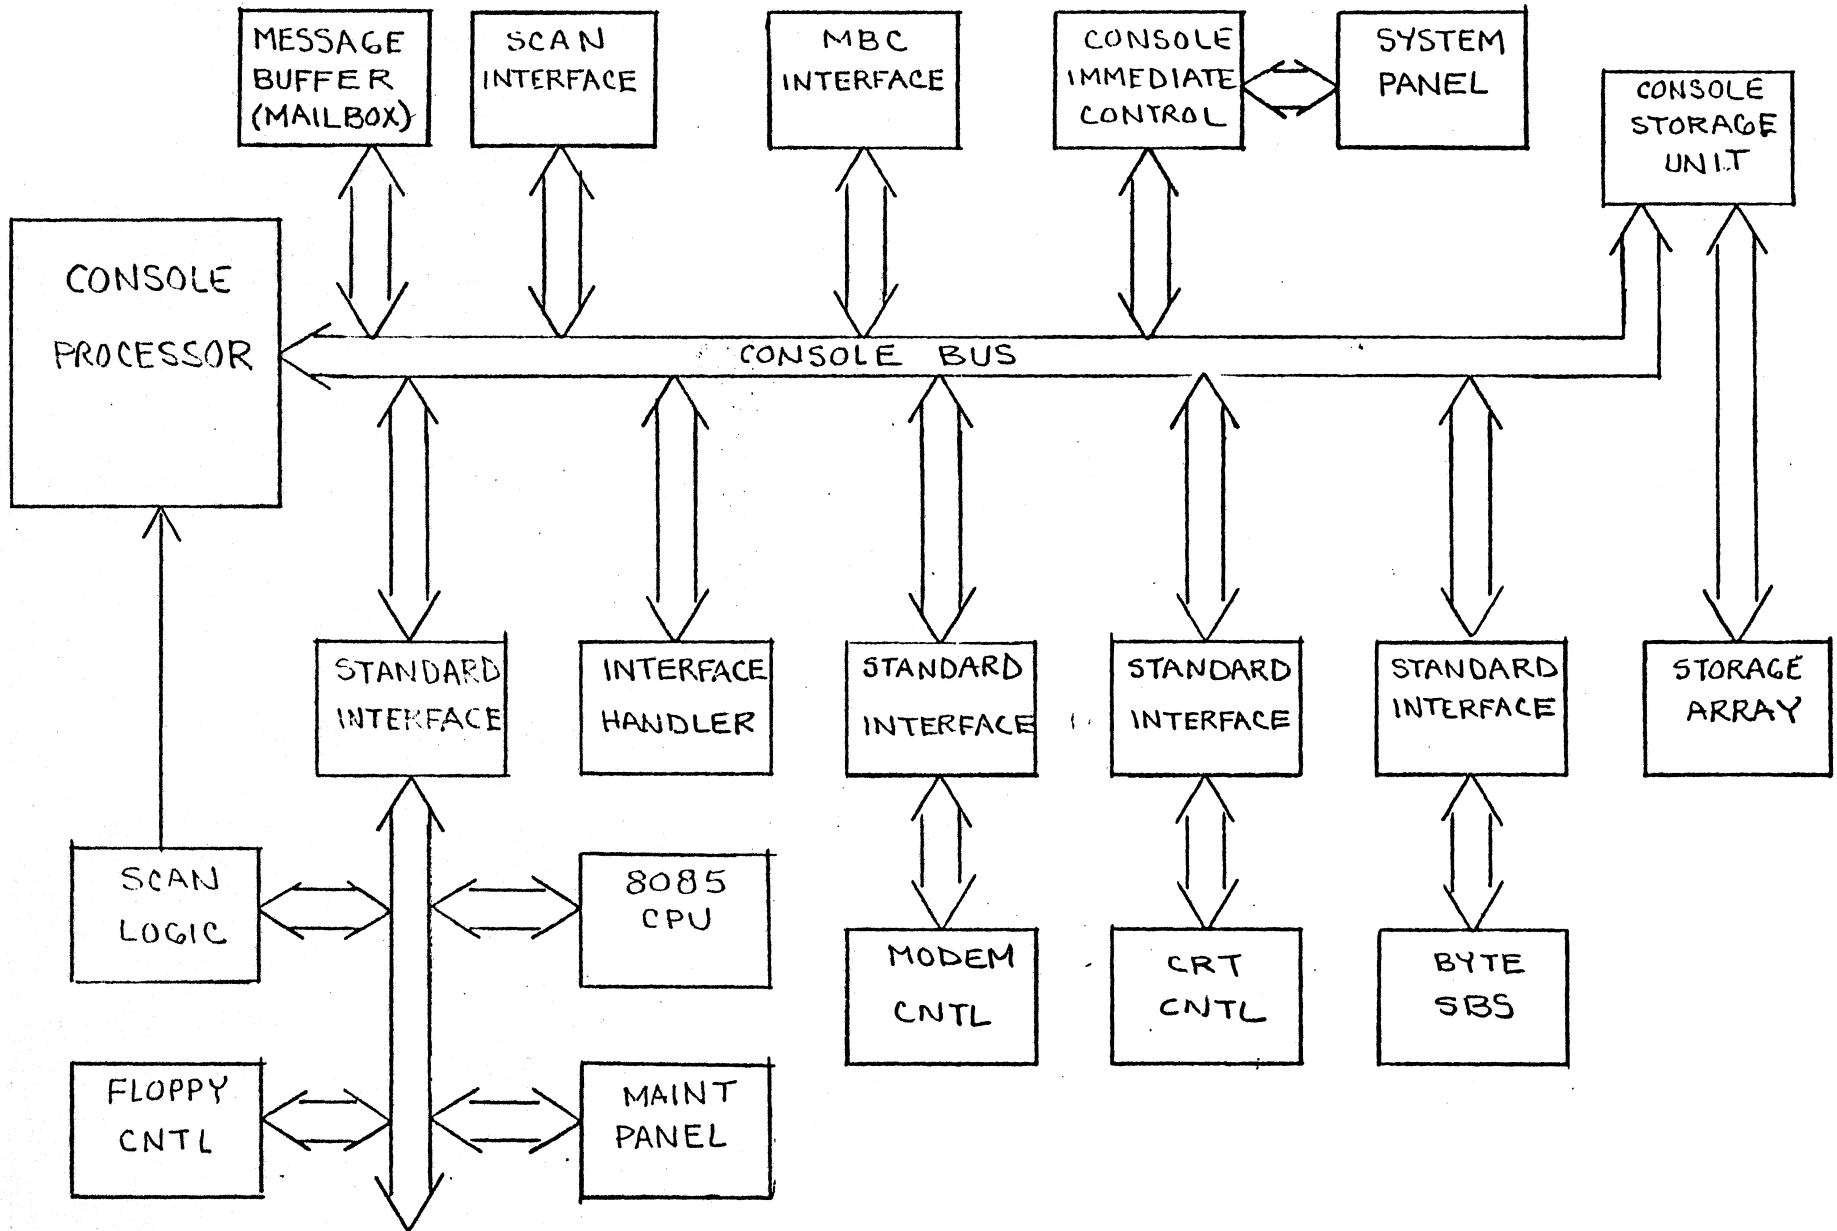 MESSAGE
BUFFER
(MAILBOX)
SCAN
INTERFACE
MBC
INTERFACE
CONSOLE
IMMEDIATE
CONTROL
SYSTEM
PANEL
CONSOLE
STORAGE
UNIT
CONSOLE
PROCESSOR
CONSOLE BUS
STANDARD
INTERFACE
INTERFACE
HANDLER
STANDARD
INTERFACE
STANDARD
INTERFACE
STANDARD
INTERFACE
STORAGE
ARRAY
SCAN
LOGIC
8085
CPU
MODEM
CNTL
CRT
CNTL
BYTE
SBS
FLOPPY
CNTL
MAINT
PANEL